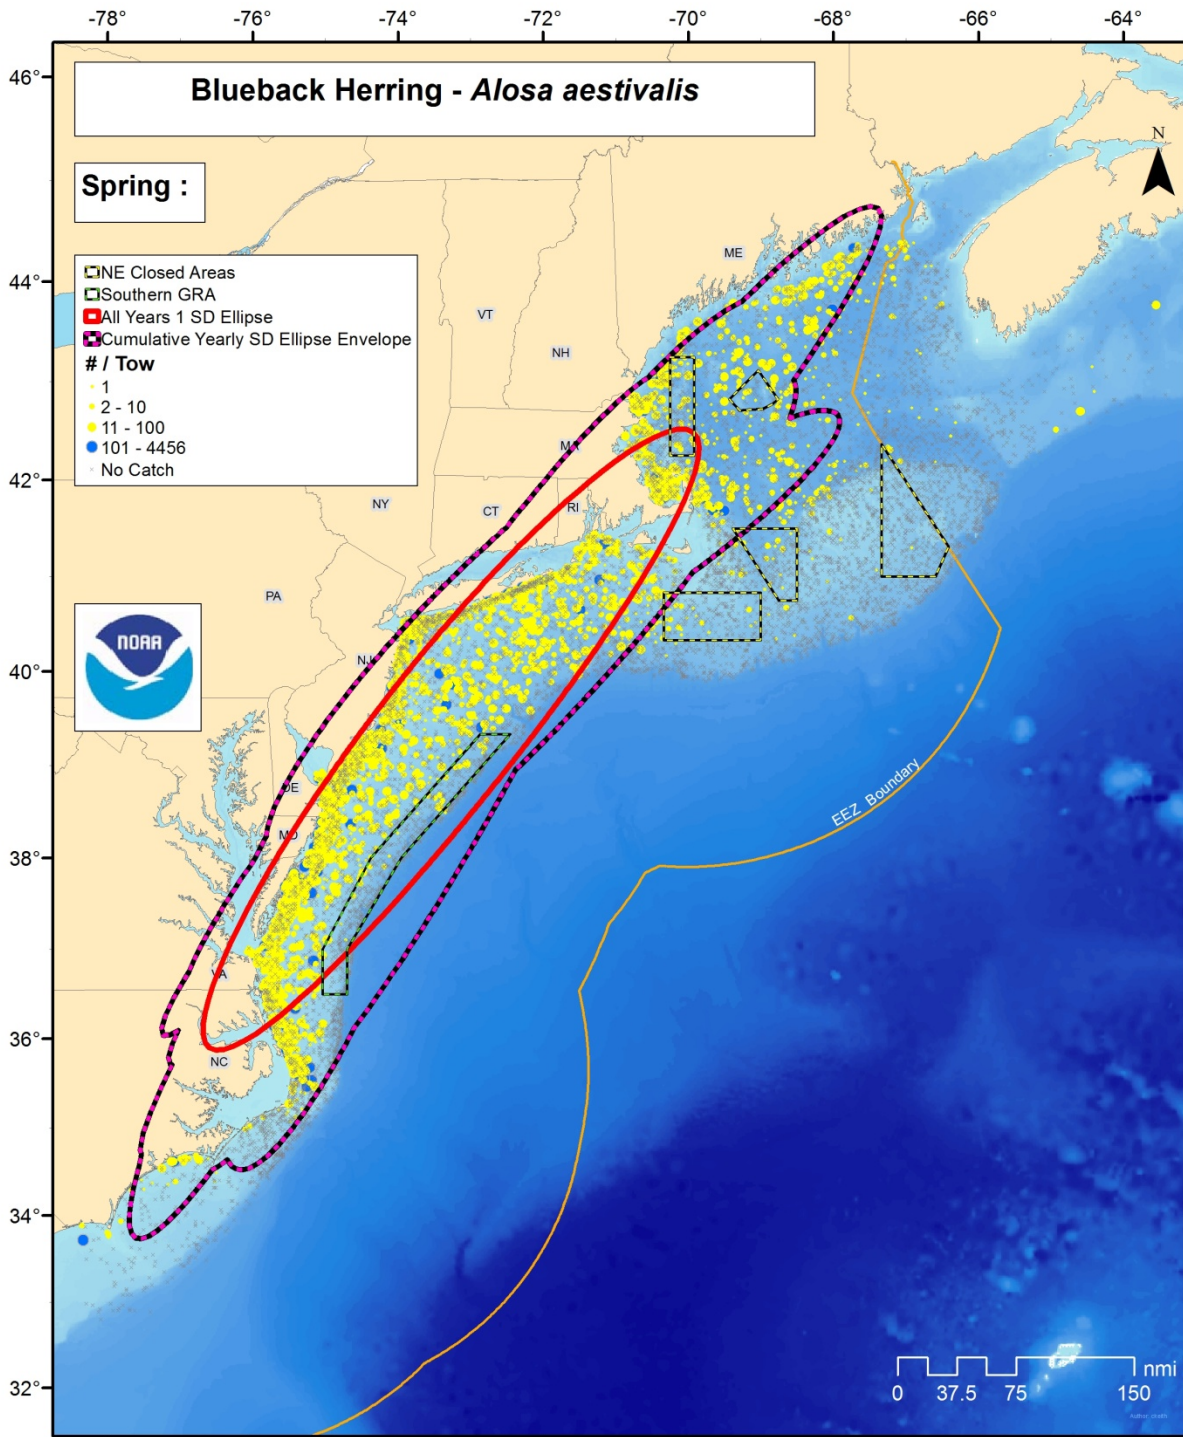 -78° -76° -74° -72° -70° -68° -66° -64°
46°
Blueback Herring - Alosa aestivalis
N
Spring :
NE Closed Areas
Southern GRA
All Years 1 SD Ellipse
Cumulative Yearly SD Ellipse Envelope
# / Tow
1
2 - 10
11 - 100
101 - 4456
No Catch
ME
44°
VT
NH
MA
42°
NY
CT
RI
PA
NOAA
NJ
40°
DE
EEZ Boundary
MD
38°
VA
36°
NC
34°
32°
0 37.5 75 150 nmi